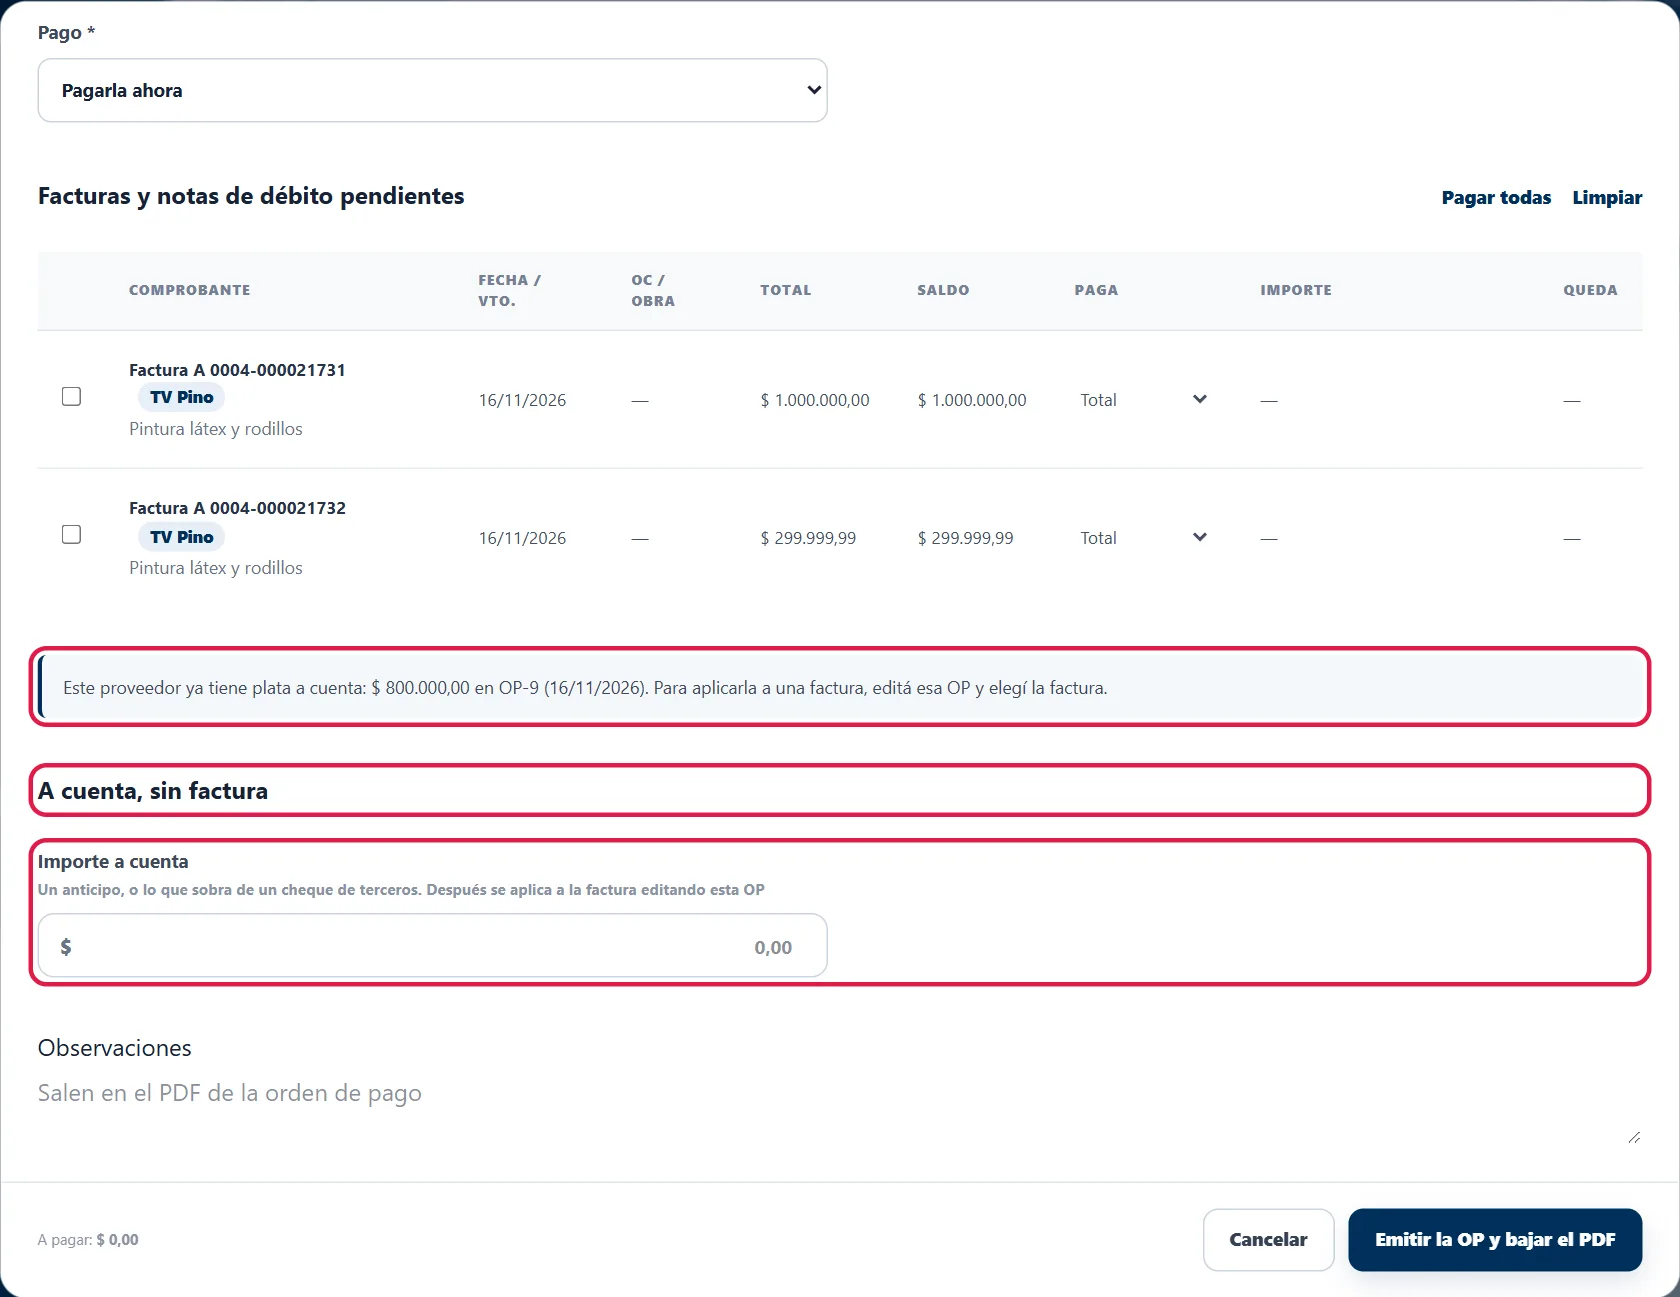 Pago *
Pagarla ahora
Facturas y notas de débito pendientes
Pagar todas Limpiar
COMPROBANTE FECHA / VTO. OC / OBRA TOTAL SALDO PAGA IMPORTE QUEDA
Factura A 0004-000021731
TV Pino
Pintura látex y rodillos
16/11/2026 — $ 1.000.000,00 $ 1.000.000,00 Total — —
Factura A 0004-000021732
TV Pino
Pintura látex y rodillos
16/11/2026 — $ 299.999,99 $ 299.999,99 Total — —
Este proveedor ya tiene plata a cuenta: $ 800.000,00 en OP-9 (16/11/2026). Para aplicarla a una factura, editá esa OP y elegí la factura.
A cuenta, sin factura
Importe a cuenta
Un anticipo, o lo que sobra de un cheque de terceros. Después se aplica a la factura editando esta OP
$ 0,00
Observaciones
Salen en el PDF de la orden de pago
A pagar: $ 0,00
Cancelar
Emitir la OP y bajar el PDF